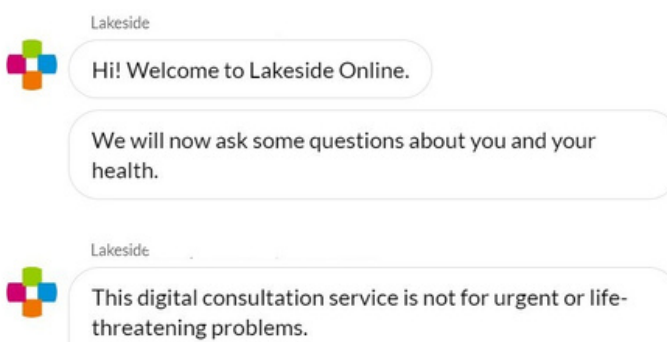 Lakeside
Hi! Welcome to Lakeside Online.
We will now ask some questions about you and your
health.
Lakeside
This digital consultation service is not for urgent or life-
threatening problems.